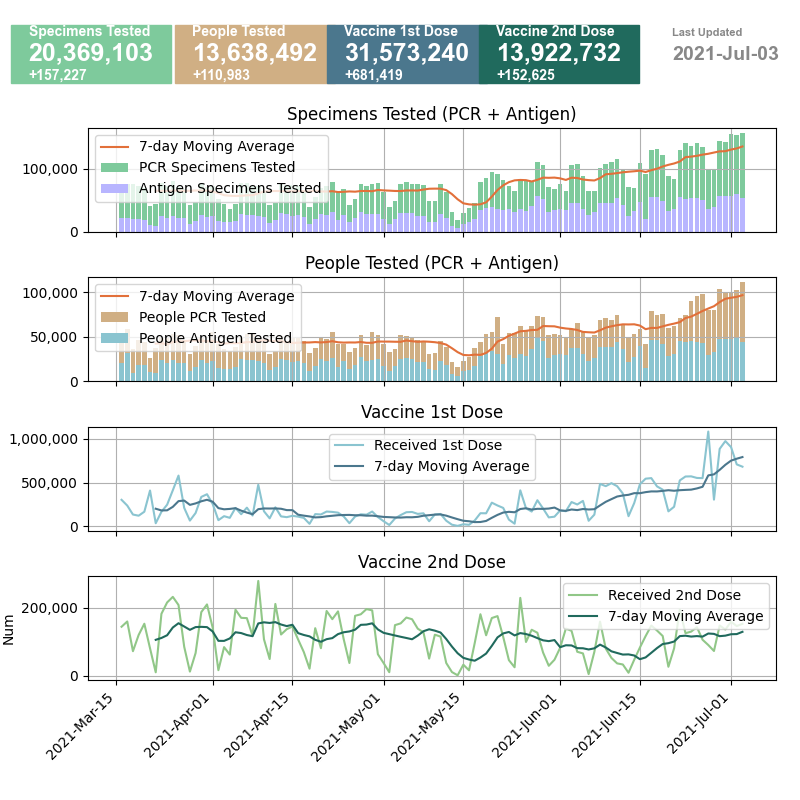 Specimens Tested
20,369,103
+157,227
People Tested
13,638,492
+110,983
Vaccine 1st Dose
31,573,240
+681,419
Vaccine 2nd Dose
13,922,732
+152,625
Last Updated
2021-Jul-03
Specimens Tested (PCR + Antigen)
7-day Moving Average
PCR Specimens Tested
Antigen Specimens Tested
100,000
0
People Tested (PCR + Antigen)
7-day Moving Average
People PCR Tested
People Antigen Tested
100,000
50,000
0
Vaccine 1st Dose
Received 1st Dose
7-day Moving Average
1,000,000
500,000
0
Vaccine 2nd Dose
Received 2nd Dose
7-day Moving Average
200,000
0
Num
2021-Mar-15
2021-Apr-01
2021-Apr-15
2021-May-01
2021-May-15
2021-Jun-01
2021-Jun-15
2021-Jul-01